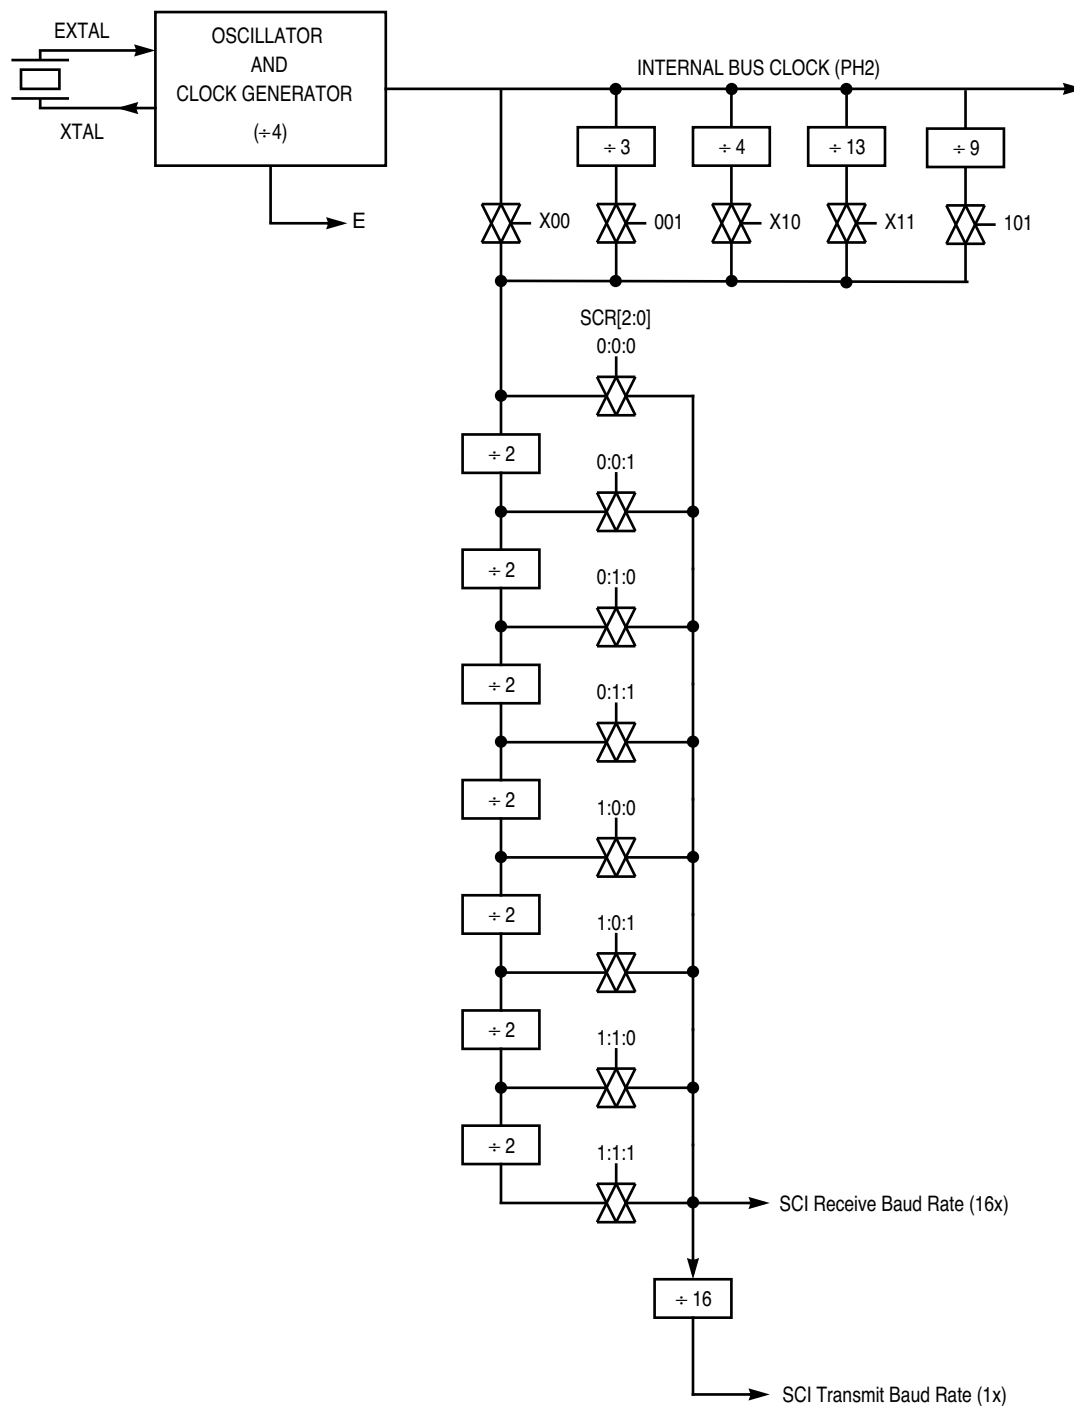 EXTAL
XTAL
OSCILLATOR
AND
CLOCK GENERATOR
(÷4)
E
INTERNAL BUS CLOCK (PH2)
÷ 3
÷ 4
÷ 13
÷ 9
X00
001
X10
X11
101
SCR[2:0]
0:0:0
÷ 2
0:0:1
÷ 2
0:1:0
÷ 2
0:1:1
÷ 2
1:0:0
÷ 2
1:0:1
÷ 2
1:1:0
÷ 2
1:1:1
SCI Receive Baud Rate (16x)
÷ 16
SCI Transmit Baud Rate (1x)